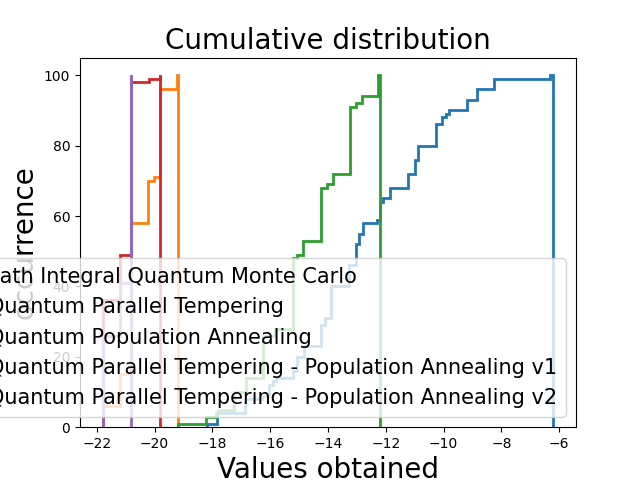 Cumulative distribution
100
80
60
40
20
0
occurrence
ath Integral Quantum Monte Carlo
Quantum Parallel Tempering
Quantum Population Annealing
Quantum Parallel Tempering - Population Annealing v1
Quantum Parallel Tempering - Population Annealing v2
−22 −20 −18 −16 −14 −12 −10 −8 −6
Values obtained